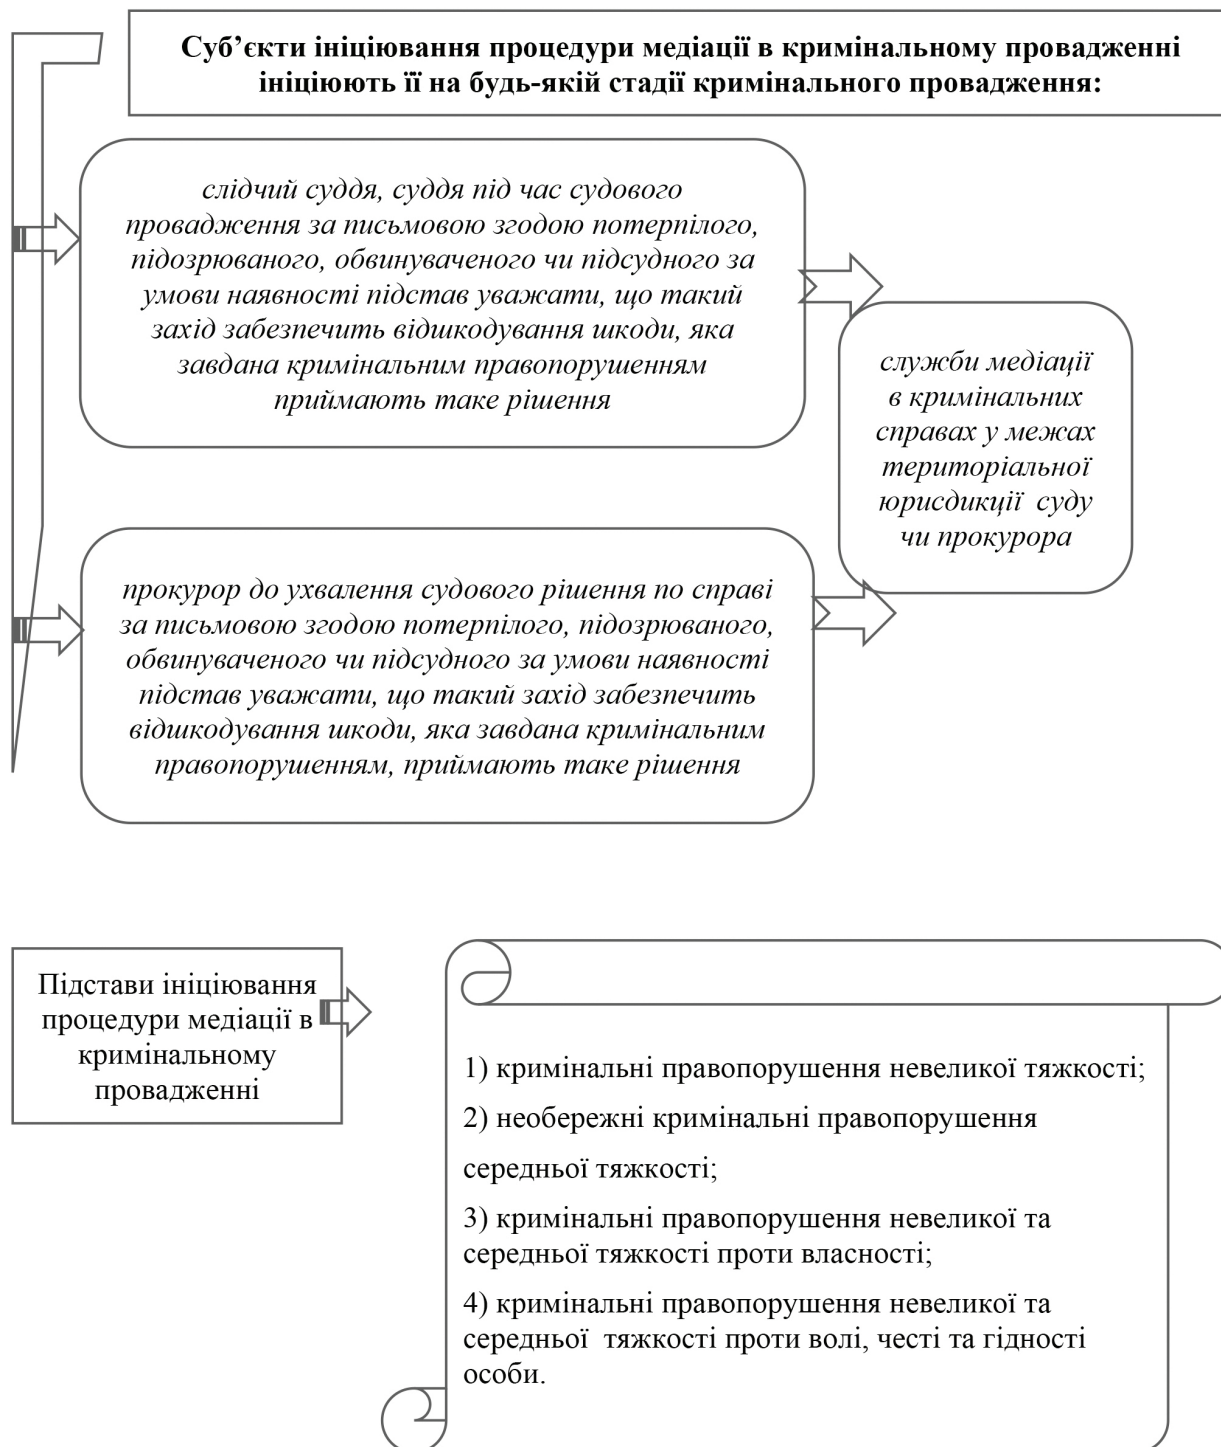 Суб’єкти ініціювання процедури медіації в кримінальному провадженні
ініціюють її на будь-якій стадії кримінального провадження:
слідчий суддя, суддя під час судового
провадження за письмовою згодою потерпілого,
підозрюваного, обвинуваченого чи підсудного за
умови наявності підстав уважати, що такий
захід забезпечить відшкодування шкоди, яка
завдана кримінальним правопорушенням
приймають таке рішення
служби медіації
в кримінальних
справах у межах
територіальної
юрисдикції суду
чи прокурора
прокурор до ухвалення судового рішення по справі
за письмовою згодою потерпілого, підозрюваного,
обвинуваченого чи підсудного за умови наявності
підстав уважати, що такий захід забезпечить
відшкодування шкоди, яка завдана кримінальним
правопорушенням, приймають таке рішення
Підстави ініціювання
процедури медіації в
кримінальному
провадженні
1) кримінальні правопорушення невеликої тяжкості;
2) необережні кримінальні правопорушення
середньої тяжкості;
3) кримінальні правопорушення невеликої та
середньої тяжкості проти власності;
4) кримінальні правопорушення невеликої та
середньої тяжкості проти волі, честі та гідності
особи.